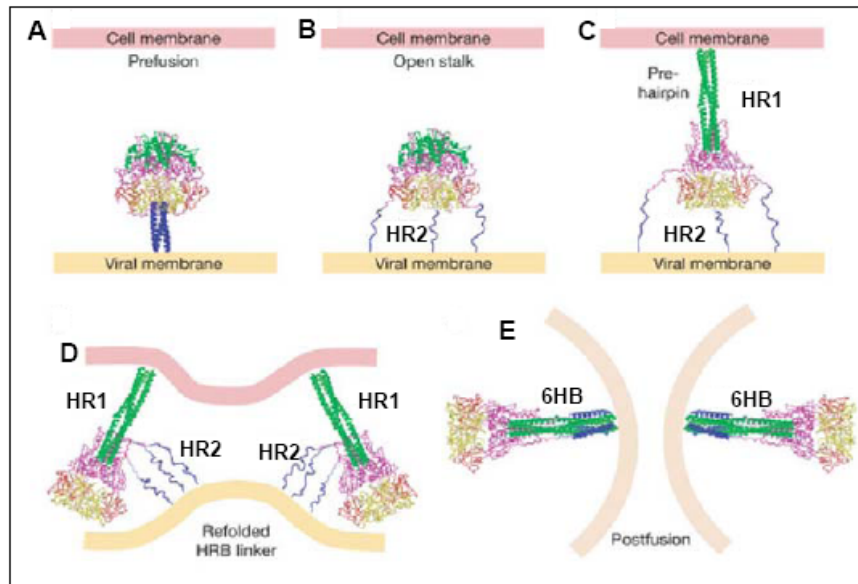 A
Cell membrane
Prefusion
Viral membrane
B
Cell membrane
Open stalk
HR2
Viral membrane
C
Cell membrane
Pre-
hairpin
HR1
HR2
Viral membrane
D
HR1
HR1
HR2
HR2
Refolded
HRB linker
E
6HB
6HB
Postfusion